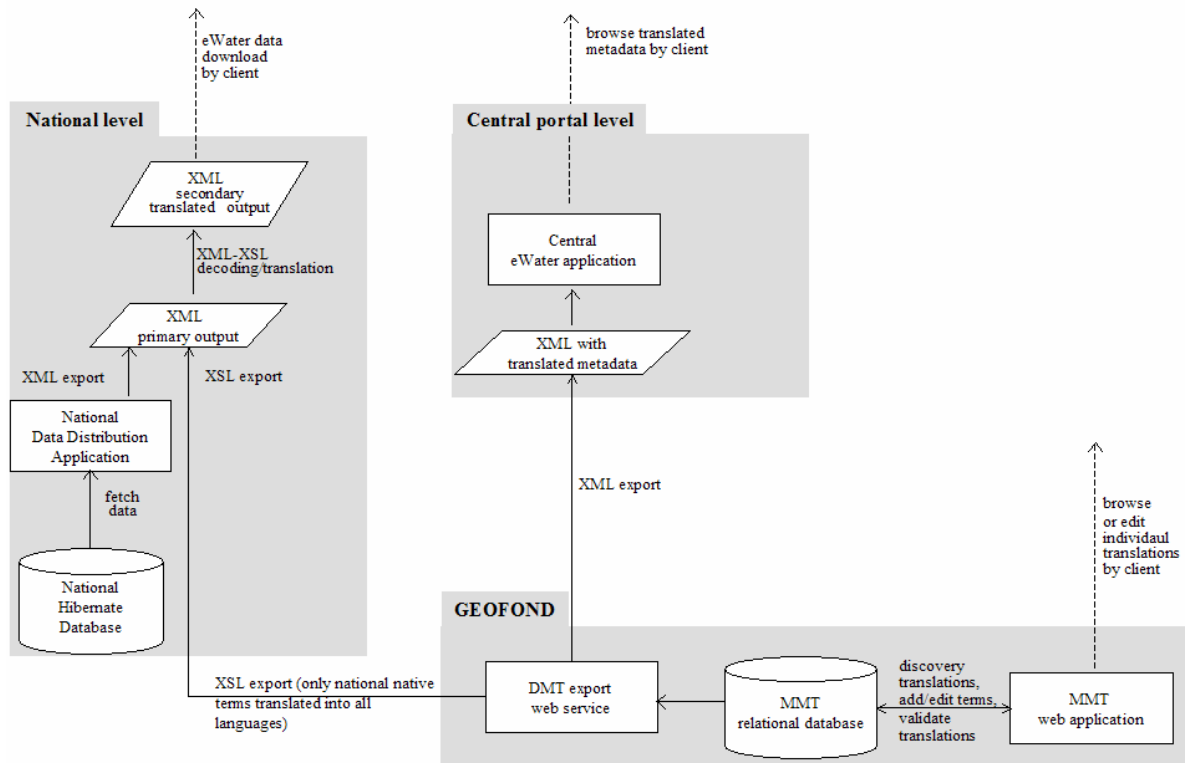 eWater data
download
by client
National level
XML
secondary
translated output
XML-XSL
decoding/translation
XML
primary output
XML export
XSL export
National
Data Distribution
Application
fetch
data
National
Hibernate
Database
browse translated
metadata by client
Central portal level
Central
eWater application
XML with
translated metadata
XML export
browse
or edit
individaul
translations
by client
GEOFOND
XSL export (only national native
terms translated into all
languages)
DMT export
web service
MMT
relational database
discovery
translations,
add/edit terms,
validate
translations
MMT
web application